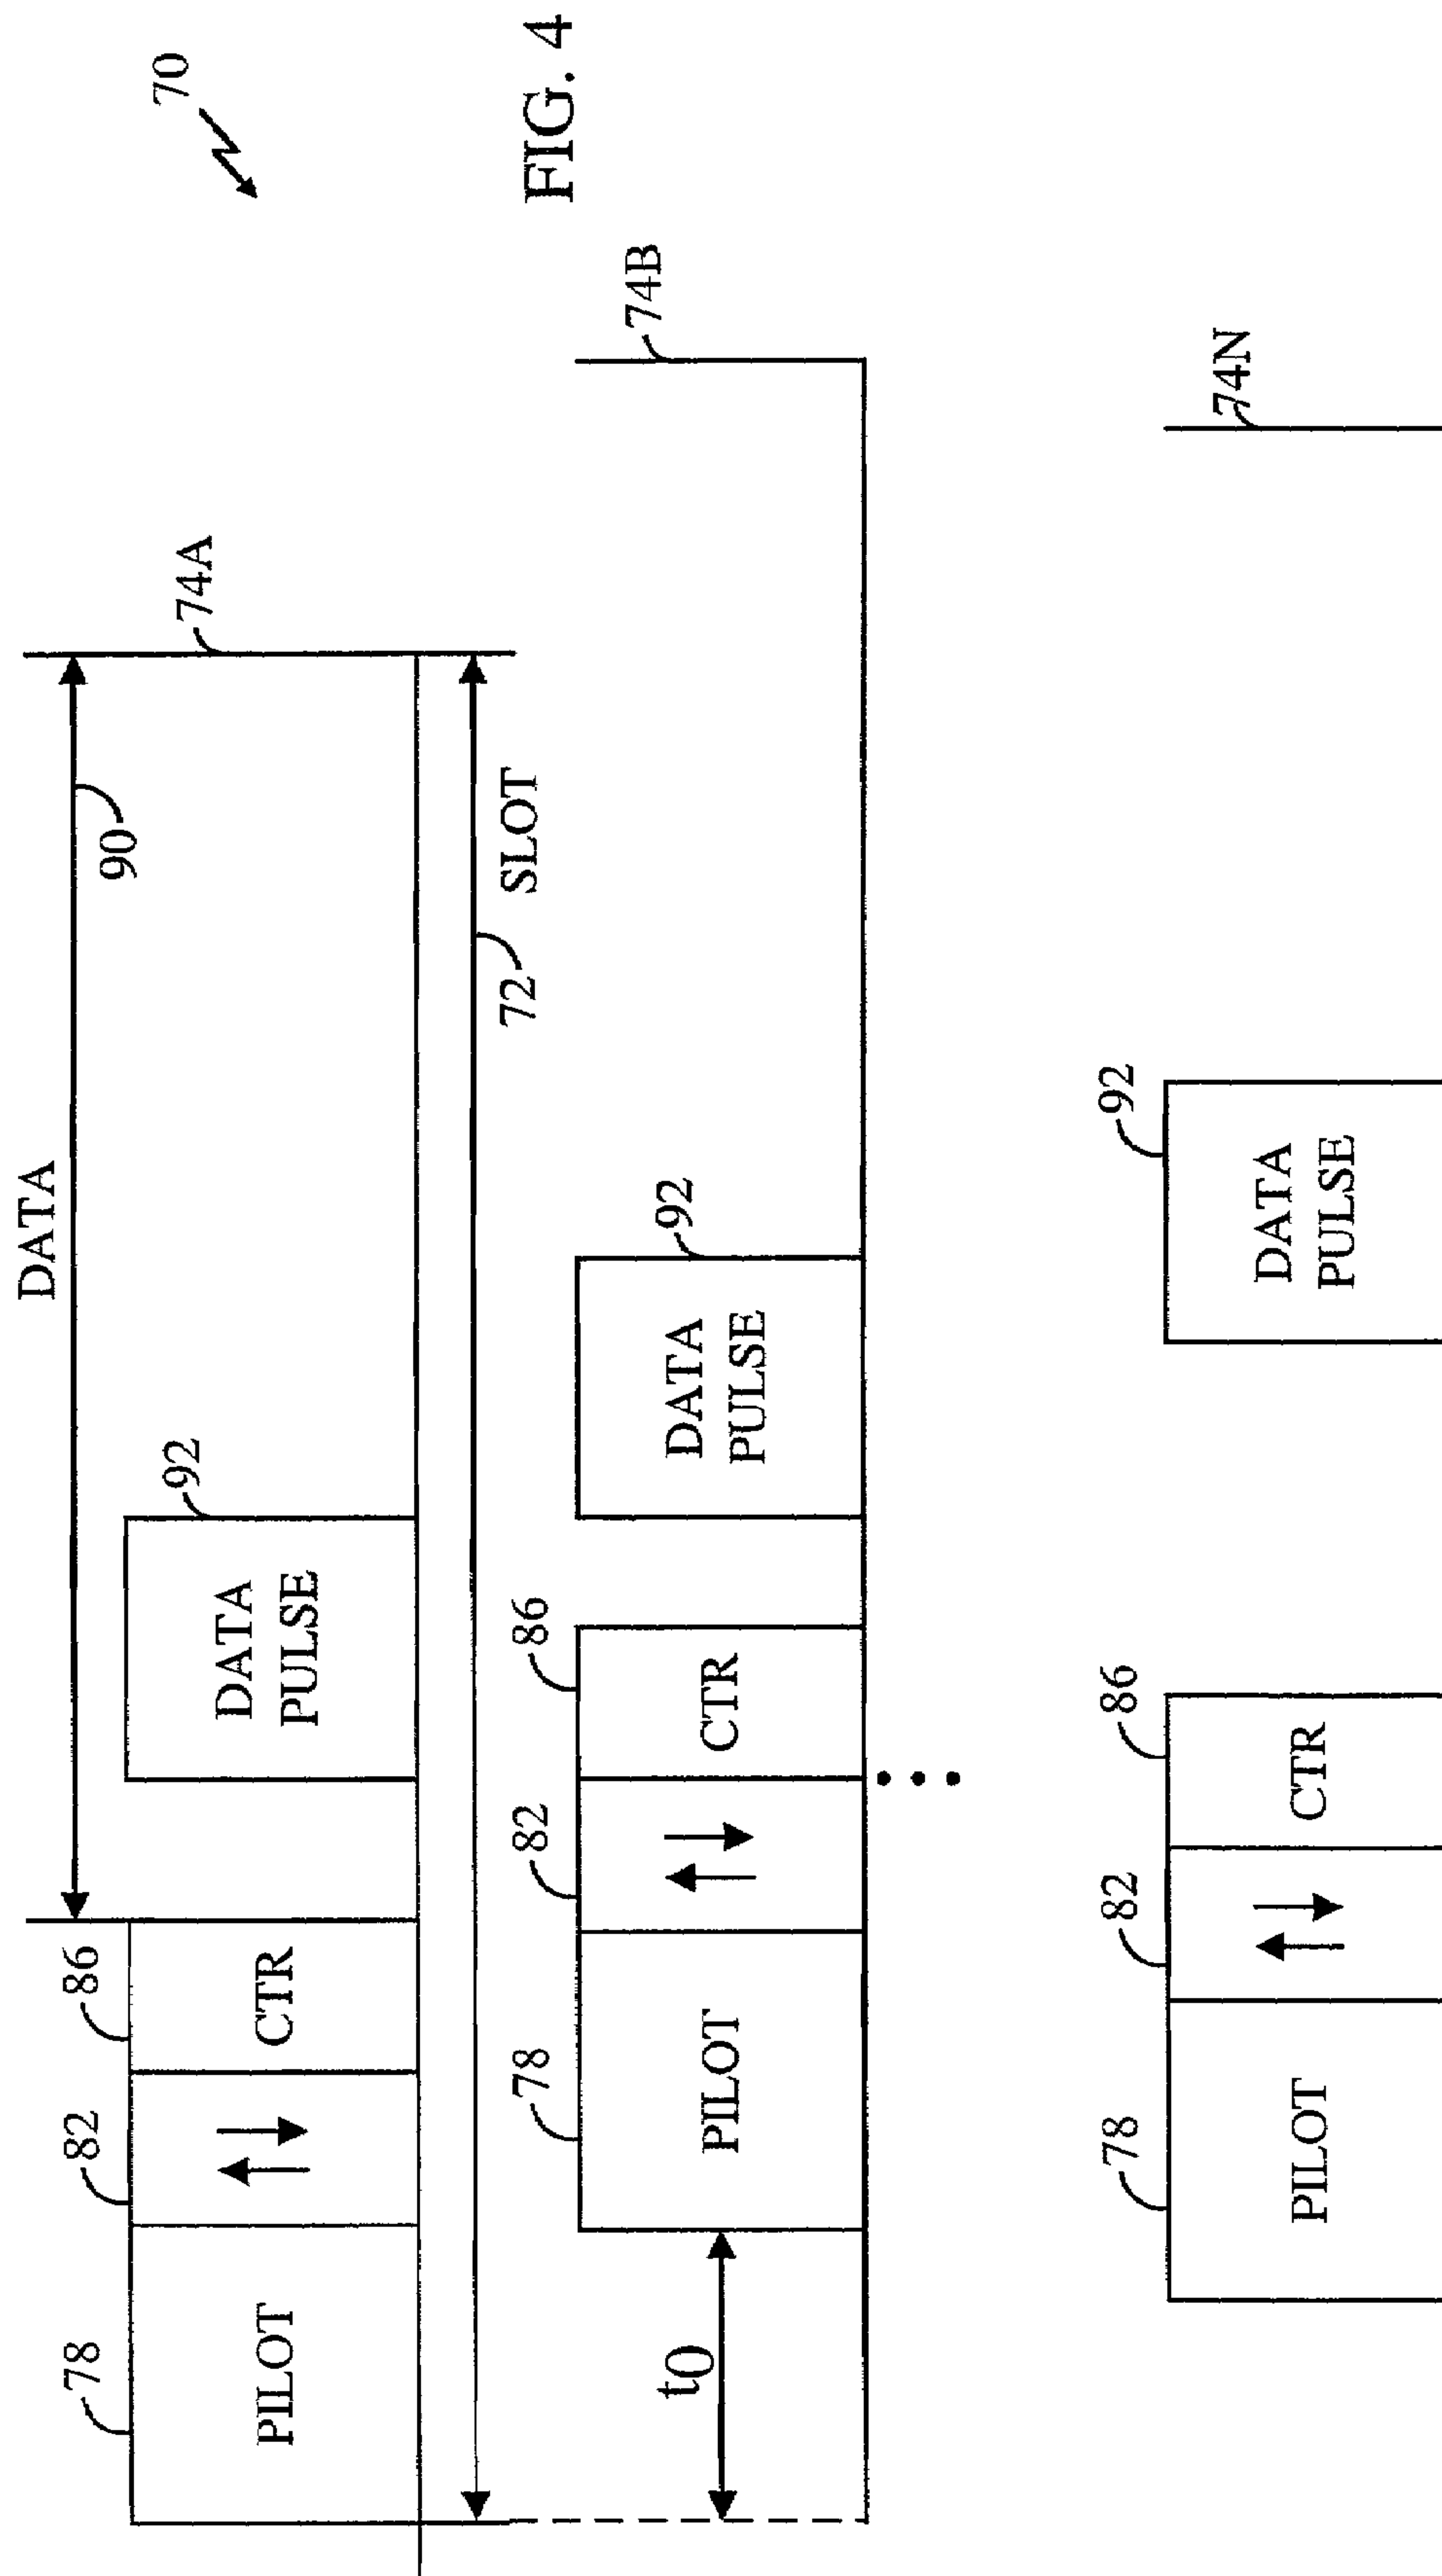 DATA
78 82 86
90
92
74A
70
PILOT CTR DATA
PULSE
72 SLOT
FIG. 4
78 82 86
92
74B
t0
PILOT CTR DATA
PULSE
78 82 86
92
74N
PILOT CTR DATA
PULSE